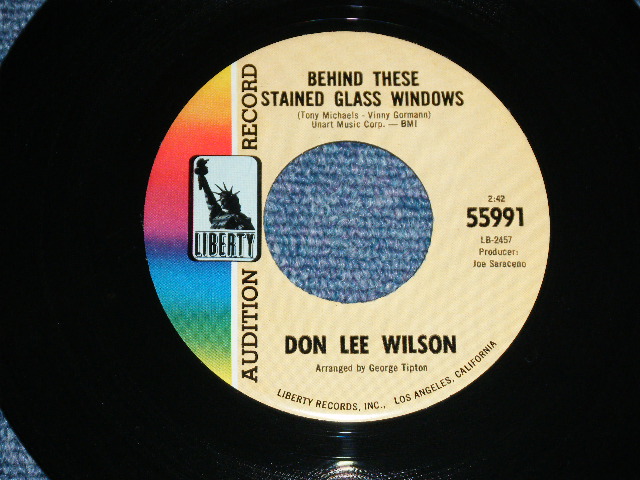 BEHIND THESE
STAINED GLASS WINDOWS
(Tony Michaels - Vinny Gormann)
Unart Music Corp. — BMI
AUDITION RECORD
LIBERTY
2:42
55991
LB-2457
Producer:
Joe Saraceno
DON LEE WILSON
Arranged by George Tipton
LIBERTY RECORDS, INC., LOS ANGELES, CALIFORNIA